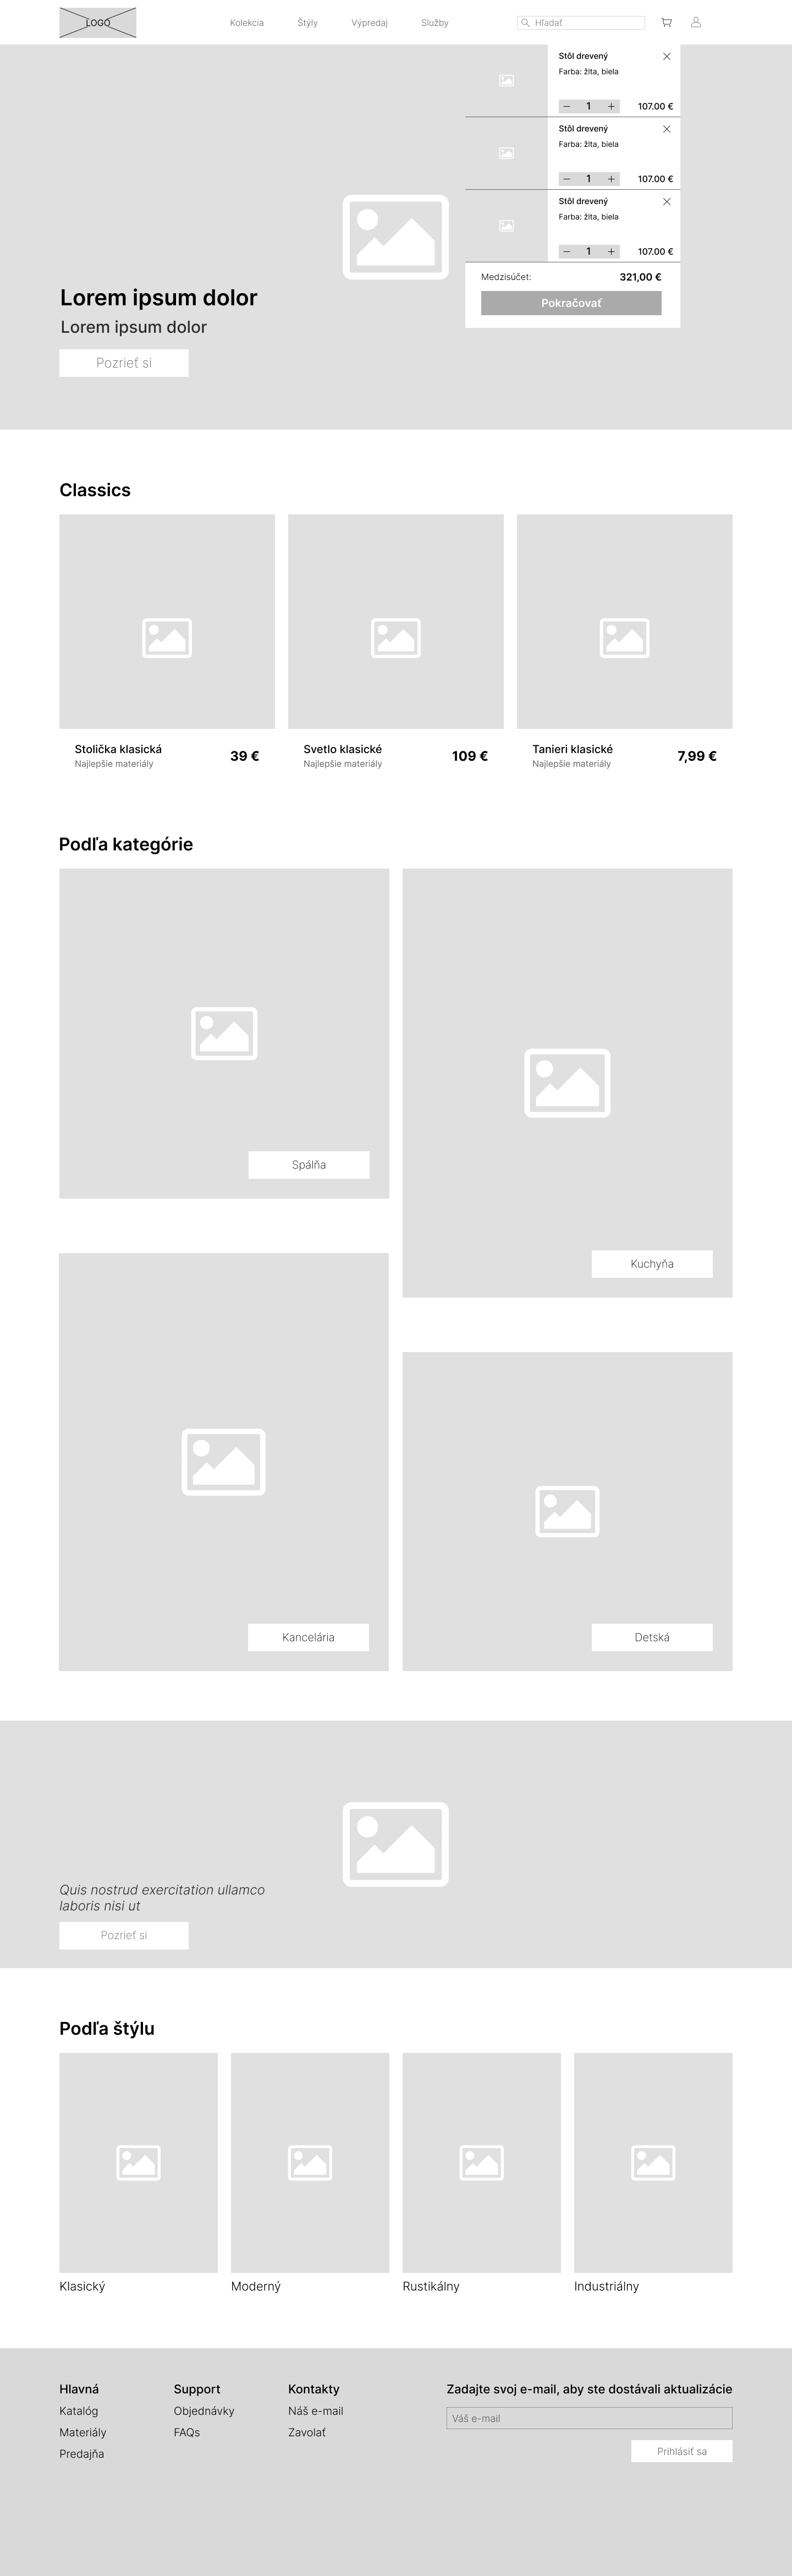 LOGO
Kolekcia
Štýly
Výpredaj
Služby
Hľadať
Stôl drevený
Farba: žlta, biela
1
107.00 €
Stôl drevený
Farba: žlta, biela
1
107.00 €
Stôl drevený
Farba: žlta, biela
1
107.00 €
Medzisúčet:
321,00 €
Pokračovať
Lorem ipsum dolor
Lorem ipsum dolor
Pozrieť si
Classics
Stolička klasická
Najlepšie materiály
39 €
Svetlo klasické
Najlepšie materiály
109 €
Tanieri klasické
Najlepšie materiály
7,99 €
Podľa kategórie
Spálňa
Kuchyňa
Kancelária
Detská
Quis nostrud exercitation ullamco
laboris nisi ut
Pozrieť si
Podľa štýlu
Klasický
Moderný
Rustikálny
Industriálny
Hlavná
Katalóg
Materiály
Predajňa
Support
Objednávky
FAQs
Kontakty
Náš e-mail
Zavolať
Zadajte svoj e-mail, aby ste dostávali aktualizácie
Váš e-mail
Prihlásiť sa